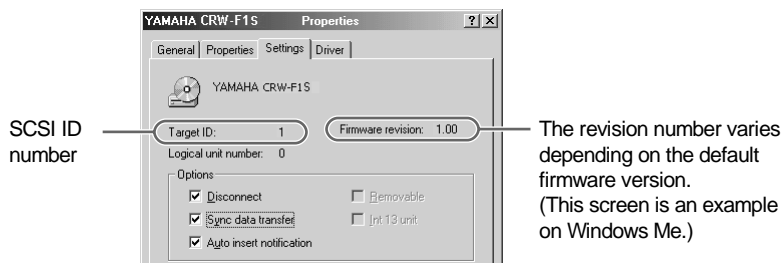 YAMAHA CRW-F1S Properties
General Properties Settings Driver
YAMAHA CRW-F1S
SCSI ID
number
Target ID: 1
Firmware revision: 1.00
Logical unit number: 0
Options
Disconnect
Removable
Sync data transfer
Int 13 unit
Auto insert notification
The revision number varies
depending on the default
firmware version.
(This screen is an example
on Windows Me.)